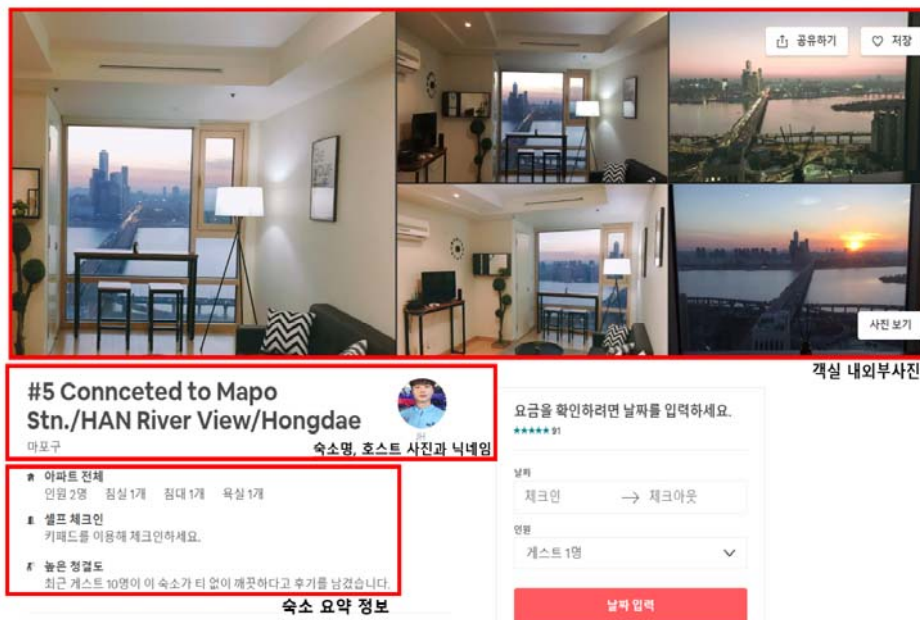 공유하기
저장
사진 보기
객실 내외부사진
#5 Connceted to Mapo
Stn./HAN River View/Hongdae
마포구
JH
숙소명, 호스트 사진과 닉네임
아파트 전체
인원 2명 침실 1개 침대 1개 욕실 1개
셀프 체크인
키패드를 이용해 체크인하세요.
높은 청결도
최근 게스트 10명이 이 숙소가 티 없이 깨끗하다고 후기를 남겼습니다.
숙소 요약 정보
요금을 확인하려면 날짜를 입력하세요.
★★★★★ 91
날짜
체크인 → 체크아웃
인원
게스트 1명
날짜 입력